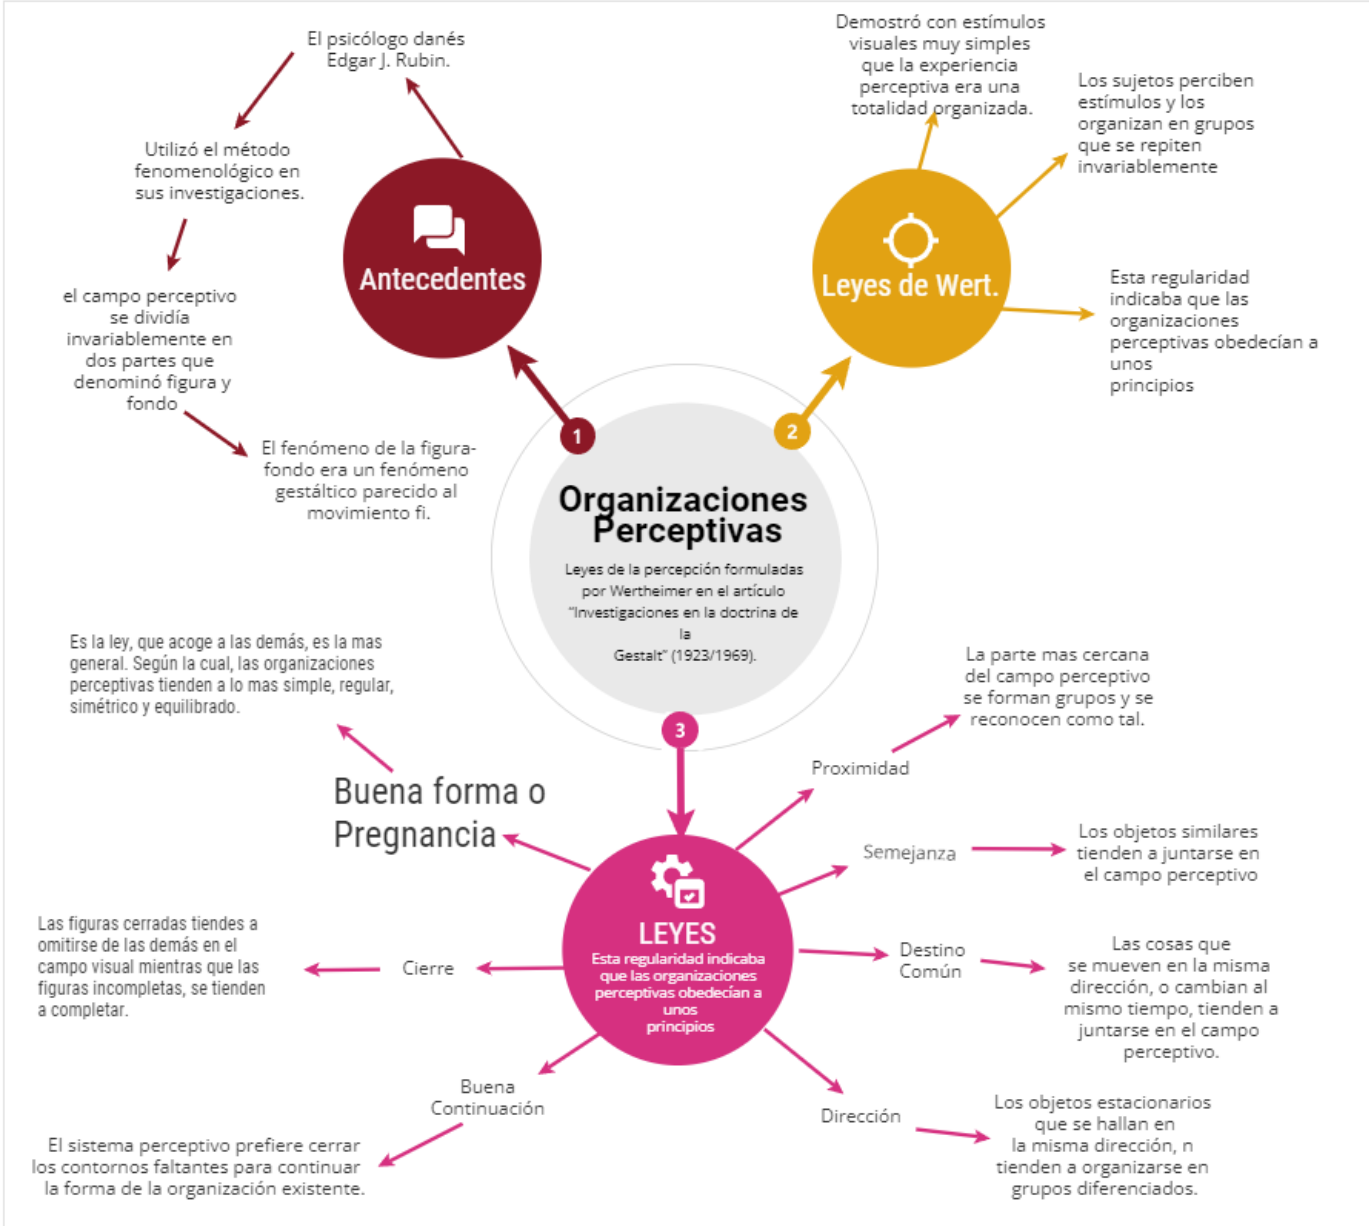 El psicólogo danés
Edgar J. Rubin.
Utilizó el método
fenomenológico en
sus investigaciones.
el campo perceptivo
se dividía
invariablemente en
dos partes que
denominó figura y
fondo
El fenómeno de la figura-
fondo era un fenómeno
gestáltico parecido al
movimiento fi.
Antecedentes
1
Demostró con estímulos
visuales muy simples
que la experiencia
perceptiva era una
totalidad organizada.
Los sujetos perciben
estímulos y los
organizan en grupos
que se repiten
invariablemente
Esta regularidad
indicaba que las
organizaciones
perceptivas obedecían a
unos
principios
Leyes de Wert.
2
Organizaciones
Perceptivas
Leyes de la percepción formuladas
por Wertheimer en el artículo
"Investigaciones en la doctrina de
la
Gestalt" (1923/1969).
3
LEYES
Esta regularidad indicaba
que las organizaciones
perceptivas obedecían a
unos
principios
Es la ley, que acoge a las demás, es la mas
general. Según la cual, las organizaciones
perceptivas tienden a lo mas simple, regular,
simétrico y equilibrado.
Buena forma o
Pregnancia
Las figuras cerradas tiendes a
omitirse de las demás en el
campo visual mientras que las
figuras incompletas, se tienden
a completar.
Cierre
Buena
Continuación
El sistema perceptivo prefiere cerrar
los contornos faltantes para continuar
la forma de la organización existente.
La parte mas cercana
del campo perceptivo
se forman grupos y se
reconocen como tal.
Proximidad
Semejanza
Los objetos similares
tienden a juntarse en
el campo perceptivo
Destino
Común
Las cosas que
se mueven en la misma
dirección, o cambian al
mismo tiempo, tienden a
juntarse en el campo
perceptivo.
Dirección
Los objetos estacionarios
que se hallan en
la misma dirección, n
tienden a organizarse en
grupos diferenciados.